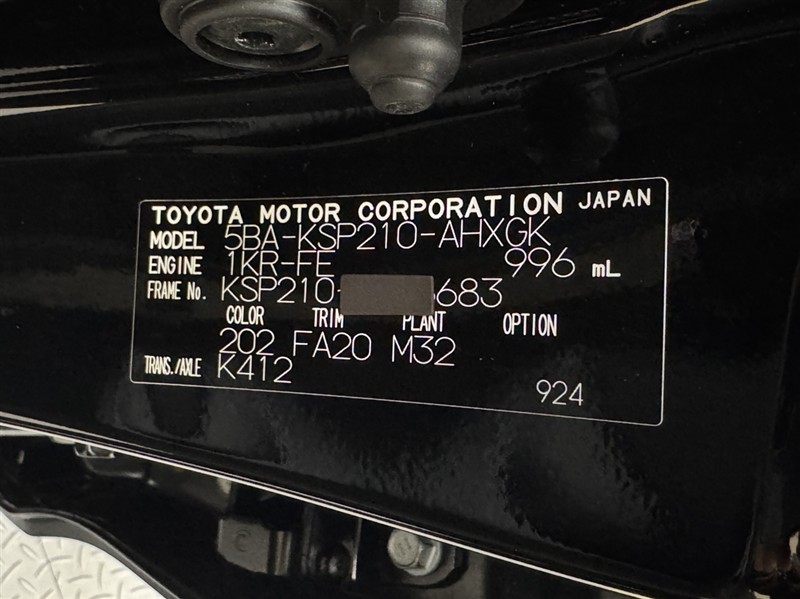 TOYOTA MOTOR CORPORATION JAPAN
MODEL 5BA-KSP210-AHXGK
ENGINE 1KR-FE 996 mL
FRAME No. KSP210- 683
COLOR TRIM PLANT OPTION
202 FA20 M32
TRANS./AXLE K412
924